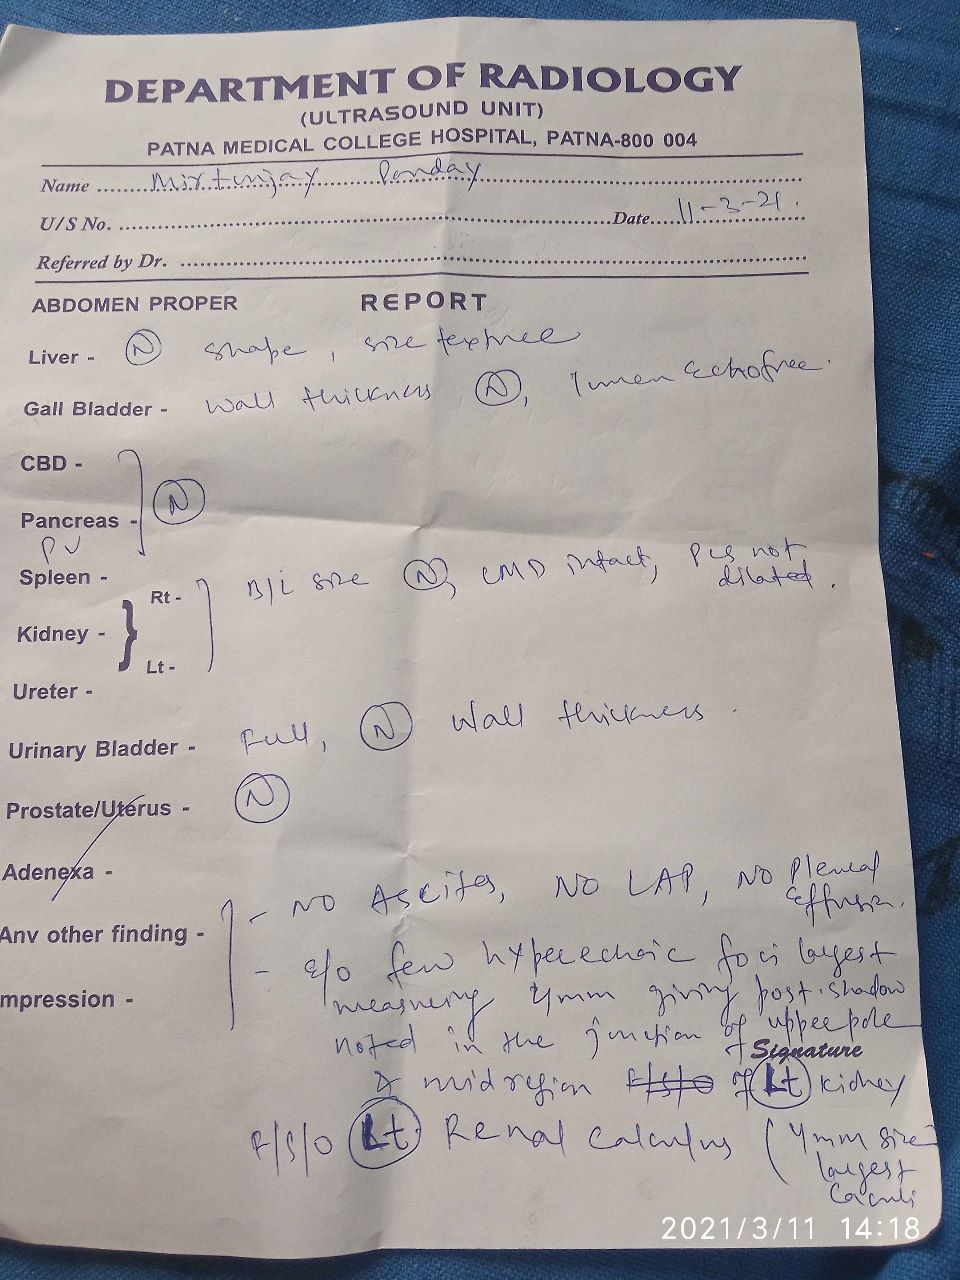 DEPARTMENT OF RADIOLOGY
(ULTRASOUND UNIT)
PATNA MEDICAL COLLEGE HOSPITAL, PATNA-800 004
Name Mirtunjay Panday
U/S No. Date 11-3-21.
Referred by Dr.
ABDOMEN PROPER REPORT
Liver - N shape, size texture
Gall Bladder - Wall thickness N, lumen Echofree.
CBD -
Pancreas - N
PV
Spleen -
Kidney - Rt - B/L size N, CMD intact, PCS not dilated.
Lt -
Ureter -
Urinary Bladder - Full, N Wall thickness.
Prostate/Uterus - N
Adenexa -
Any other finding - - NO Ascites, NO LAP, NO Pleural Effusion.
mpression - - e/o few hyperechoic foci largest
measuring 4mm giving post. shadow
noted in the junction of upper pole
Signature
& mid region F/S/O of Lt kidney
F/S/O Lt. Renal calculus (4mm size
largest
calculi
2021/3/11 14:18